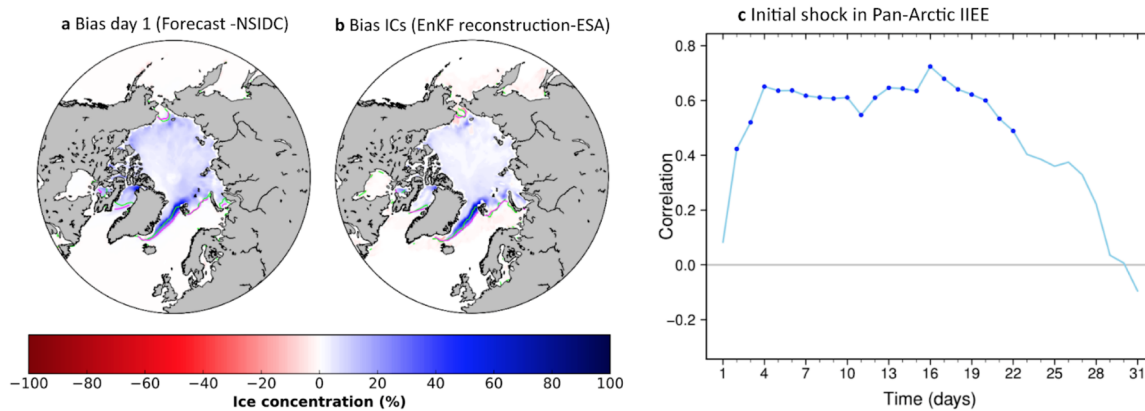 a Bias day 1 (Forecast -NSIDC)
b Bias ICs (EnKF reconstruction-ESA)
−100 −80 −60 −40 −20 0 20 40 60 80 100
Ice concentration (%)
c Initial shock in Pan-Arctic IIEE
0.8
0.6
0.4
0.2
0.0
−0.2
Correlation
1 4 7 10 13 16 19 22 25 28 31
Time (days)